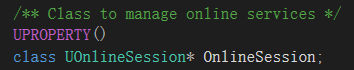 /** Class to manage online services */
UPROPERTY()
class UOnlineSession* OnlineSession;